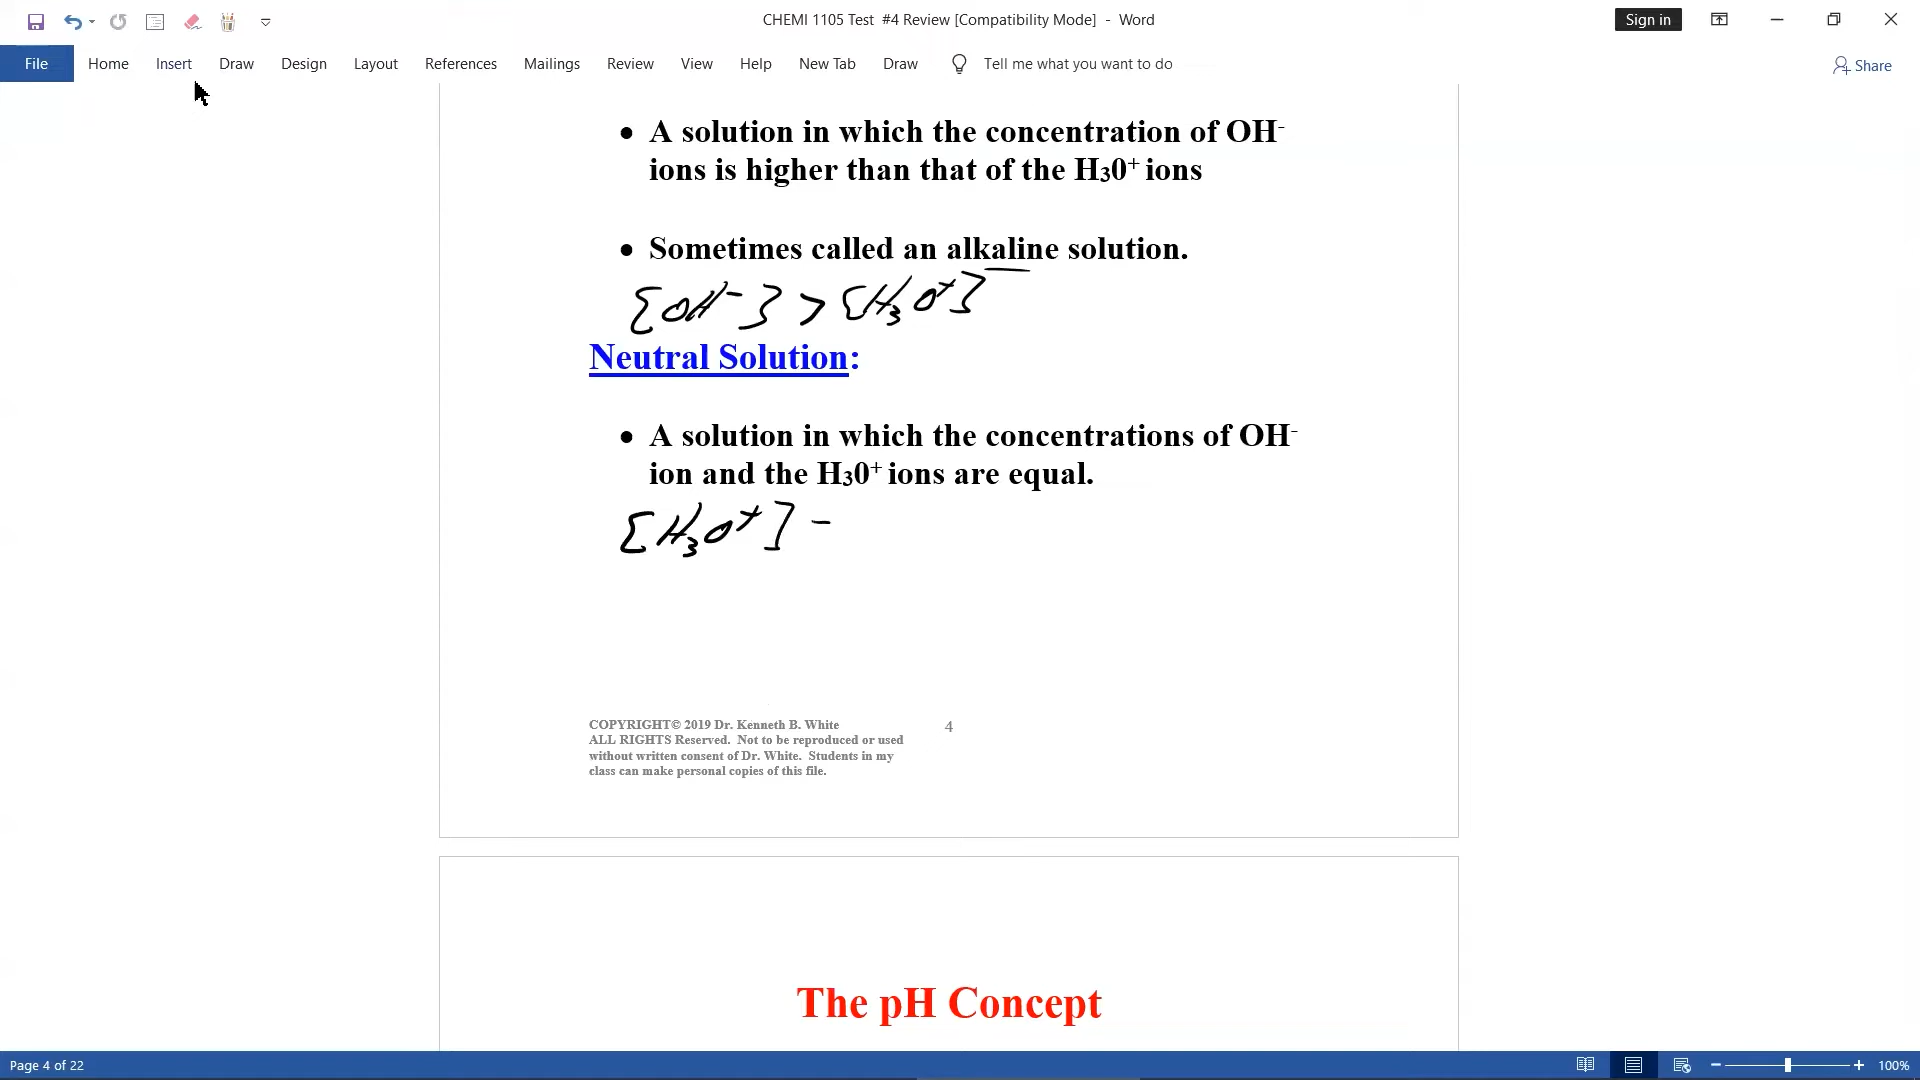 CHEMI 1105 Test  #4 Review [Compatibility Mode]  -  Word
Sign in
File Home Insert Draw Design Layout References Mailings Review View Help New Tab Draw Tell me what you want to do Share
• A solution in which the concentration of OH⁻
ions is higher than that of the H₃0⁺ ions
• Sometimes called an alkaline solution.
[OH⁻] > [H₃O⁺]
Neutral Solution:
• A solution in which the concentrations of OH⁻
ion and the H₃0⁺ ions are equal.
[H₃O⁺] -
COPYRIGHT© 2019 Dr. Kenneth B. White
ALL RIGHTS Reserved.  Not to be reproduced or used
without written consent of Dr. White.  Students in my
class can make personal copies of this file.
4
The pH Concept
Page 4 of 22
100%